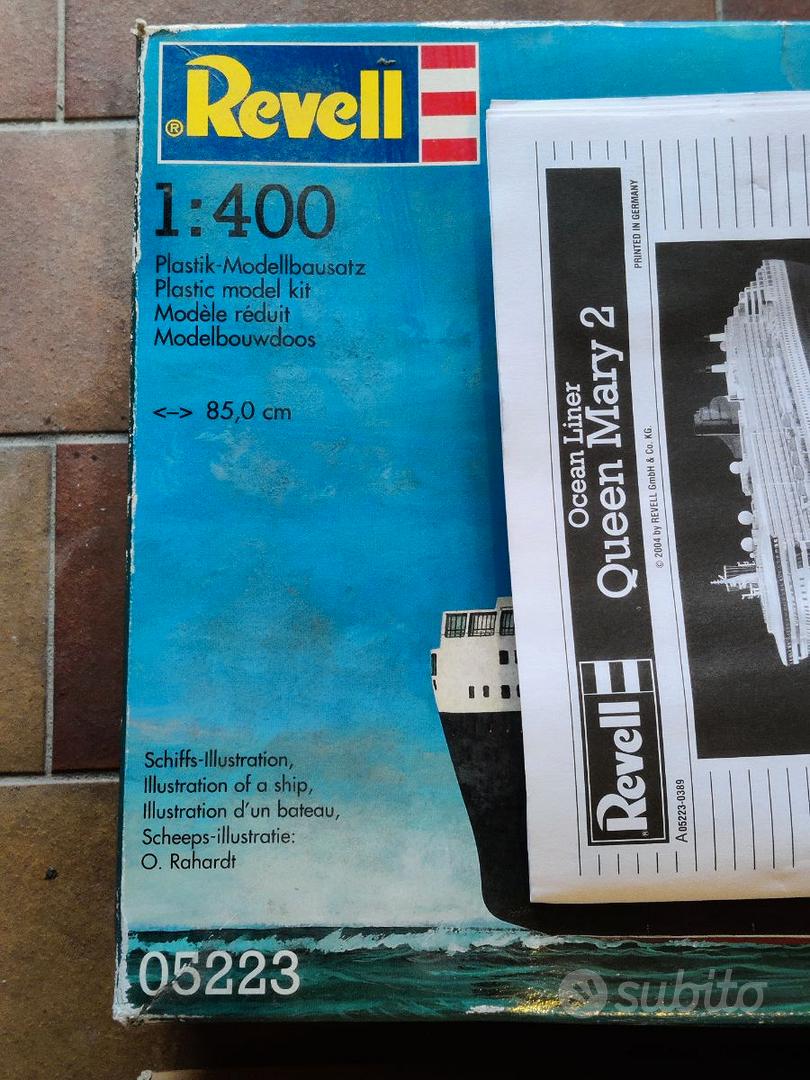 ® Revell
1:400
Plastik-Modellbausatz
Plastic model kit
Modèle réduit
Modelbouwdoos
<-> 85,0 cm
Schiffs-Illustration,
Illustration of a ship,
Illustration d'un bateau,
Scheeps-illustratie:
O. Rahardt
05223
Ocean Liner
Queen Mary 2
PRINTED IN GERMANY
© 2004 by REVELL GmbH & Co. KG.
® Revell
A 05223-0389
subito